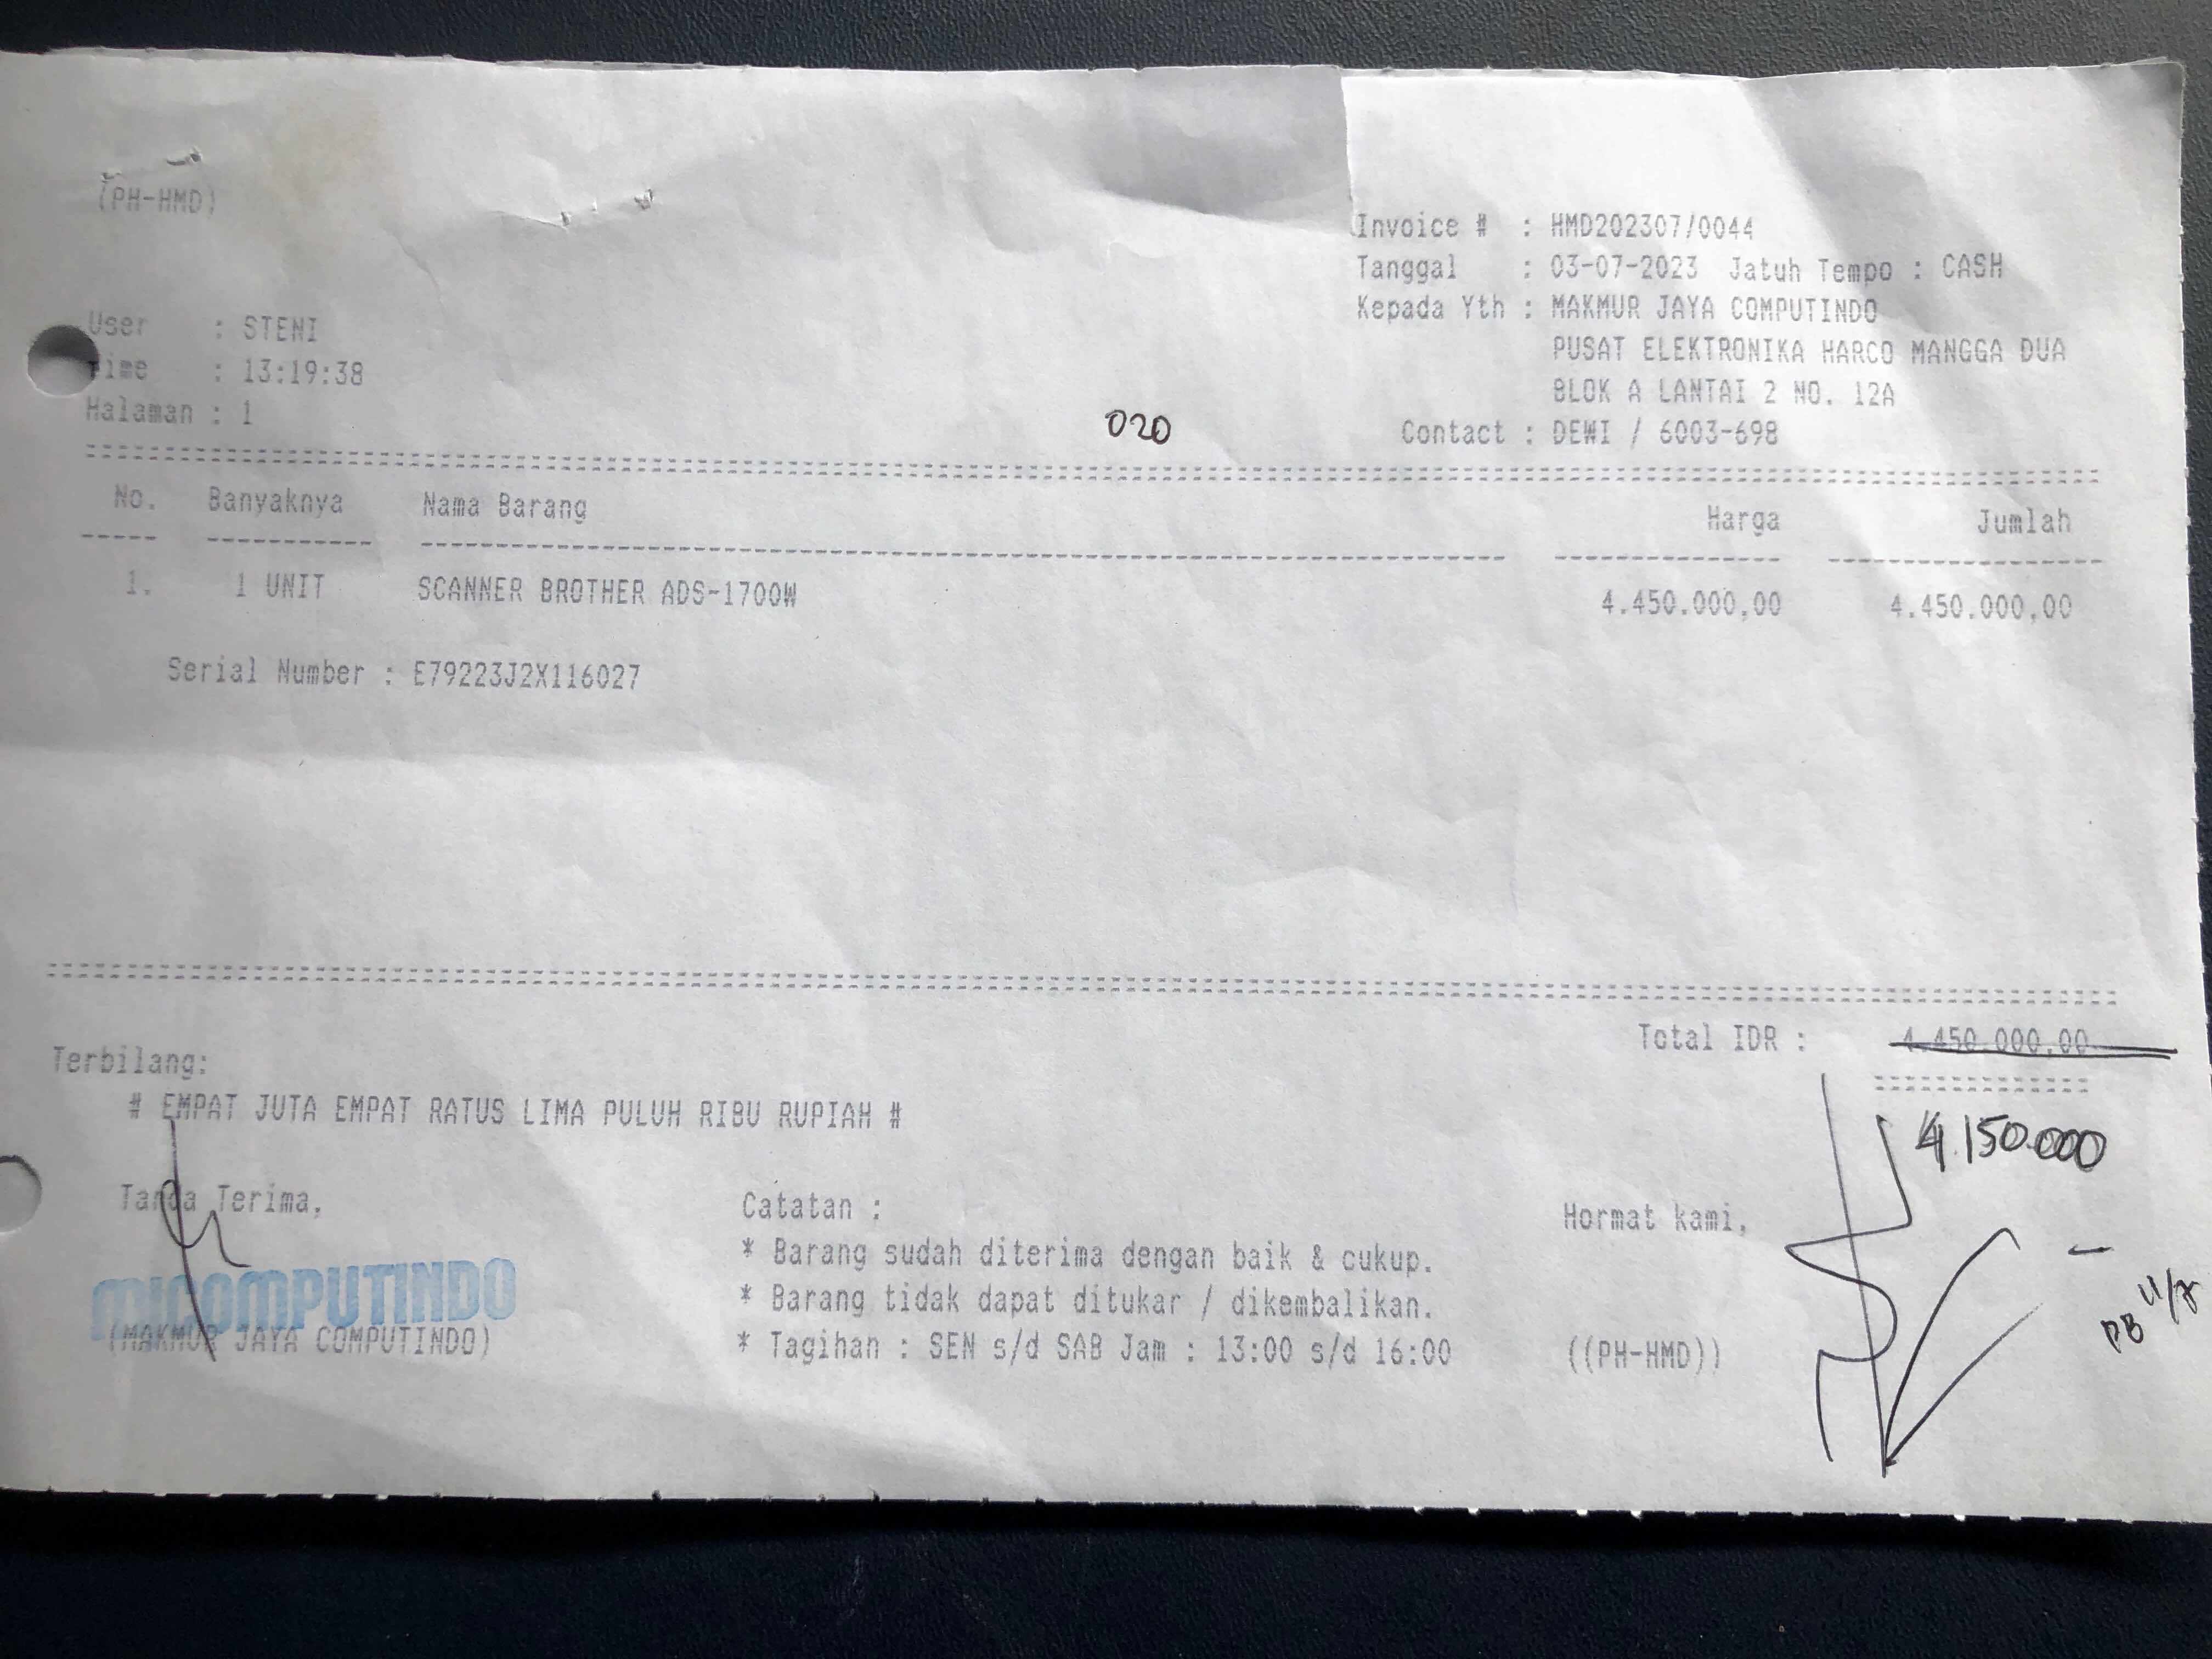 (PH-HMD)
Invoice # : HMD202307/0044
Tanggal : 03-07-2023 Jatuh Tempo : CASH
Kepada Yth : MAKMUR JAYA COMPUTINDO
PUSAT ELEKTRONIKA HARCO MANGGA DUA
BLOK A LANTAI 2 NO. 12A
Contact : DEWI / 6003-698
User : STENI
Time : 13:19:38
Halaman : 1
020
No. Banyaknya Nama Barang Harga Jumlah
1. 1 UNIT SCANNER BROTHER ADS-1700W 4.450.000,00 4.450.000,00
Serial Number : E79223J2X116027
Total IDR : 4.450.000,00
Terbilang:
# EMPAT JUTA EMPAT RATUS LIMA PULUH RIBU RUPIAH #
4.150.000
Tanda Terima,
micomPUTINDO
(MAKMUR JAYA COMPUTINDO)
Catatan :
* Barang sudah diterima dengan baik & cukup.
* Barang tidak dapat ditukar / dikembalikan.
* Tagihan : SEN s/d SAB Jam : 13:00 s/d 16:00
Hormat kami,
((PH-HMD))